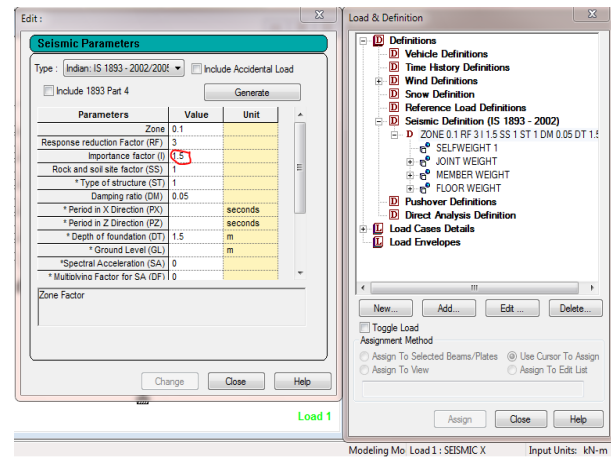 Edit :
Seismic Parameters
Type : Indian: IS 1893 - 2002/2005 Include Accidental Load
Include 1893 Part 4 Generate
Parameters Value Unit
Zone 0.1
Response reduction Factor (RF) 3
Importance factor (I) 1.5
Rock and soil site factor (SS) 1
* Type of structure (ST) 1
Damping ratio (DM) 0.05
* Period in X Direction (PX) seconds
* Period in Z Direction (PZ) seconds
* Depth of foundation (DT) 1.5 m
* Ground Level (GL) m
*Spectral Acceleration (SA) 0
* Multiplying Factor for SA (DF) 0
Zone Factor
Change Close Help
Load 1
Load & Definition
Definitions
Vehicle Definitions
Time History Definitions
Wind Definitions
Snow Definition
Reference Load Definitions
Seismic Definition (IS 1893 - 2002)
ZONE 0.1 RF 3 I 1.5 SS 1 ST 1 DM 0.05 DT 1.5
SELFWEIGHT 1
JOINT WEIGHT
MEMBER WEIGHT
FLOOR WEIGHT
Pushover Definitions
Direct Analysis Definition
Load Cases Details
Load Envelopes
New... Add... Edit ... Delete...
Toggle Load
Assignment Method
Assign To Selected Beams/Plates Use Cursor To Assign
Assign To View Assign To Edit List
Assign Close Help
Modeling Mo Load 1 : SEISMIC X Input Units: kN-m